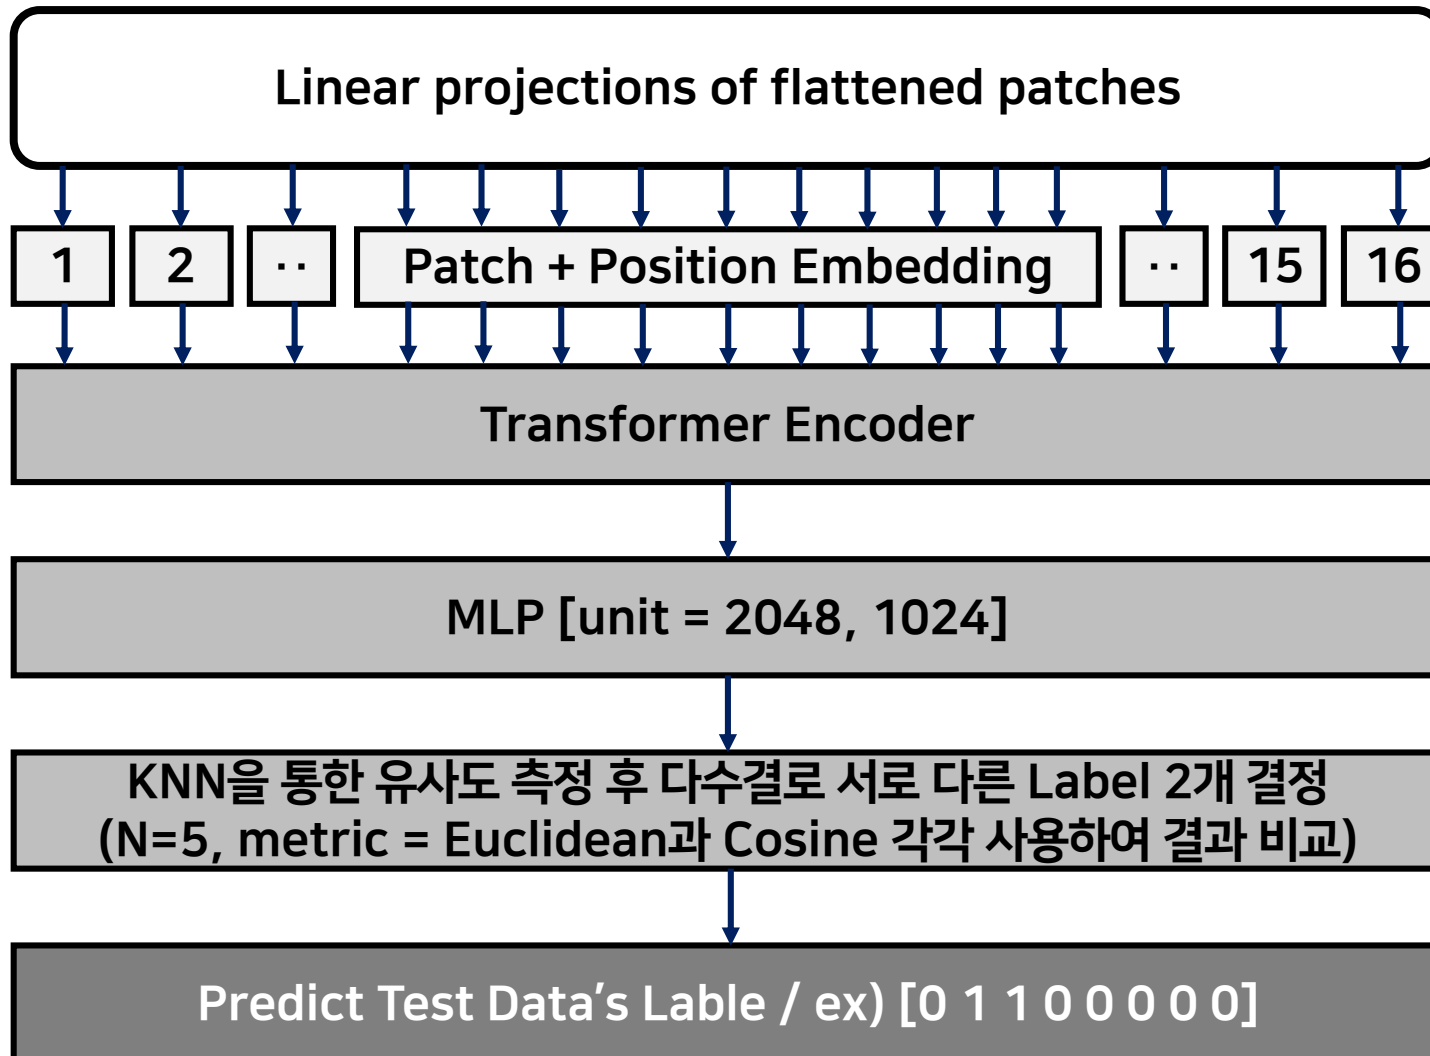 Linear projections of flattened patches
1 2 ·· Patch + Position Embedding ·· 15 16
Transformer Encoder
MLP [unit = 2048, 1024]
KNN을 통한 유사도 측정 후 다수결로 서로 다른 Label 2개 결정
(N=5, metric = Euclidean과 Cosine 각각 사용하여 결과 비교)
Predict Test Data’s Lable / ex) [0 1 1 0 0 0 0 0]